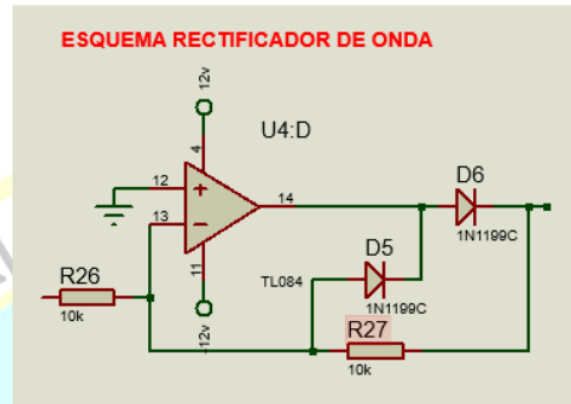 ESQUEMA RECTIFICADOR DE ONDA
12v
U4:D
4
12
14
13
11
D6
1N1199C
D5
TL084
1N1199C
R26
10k
12v
R27
10k